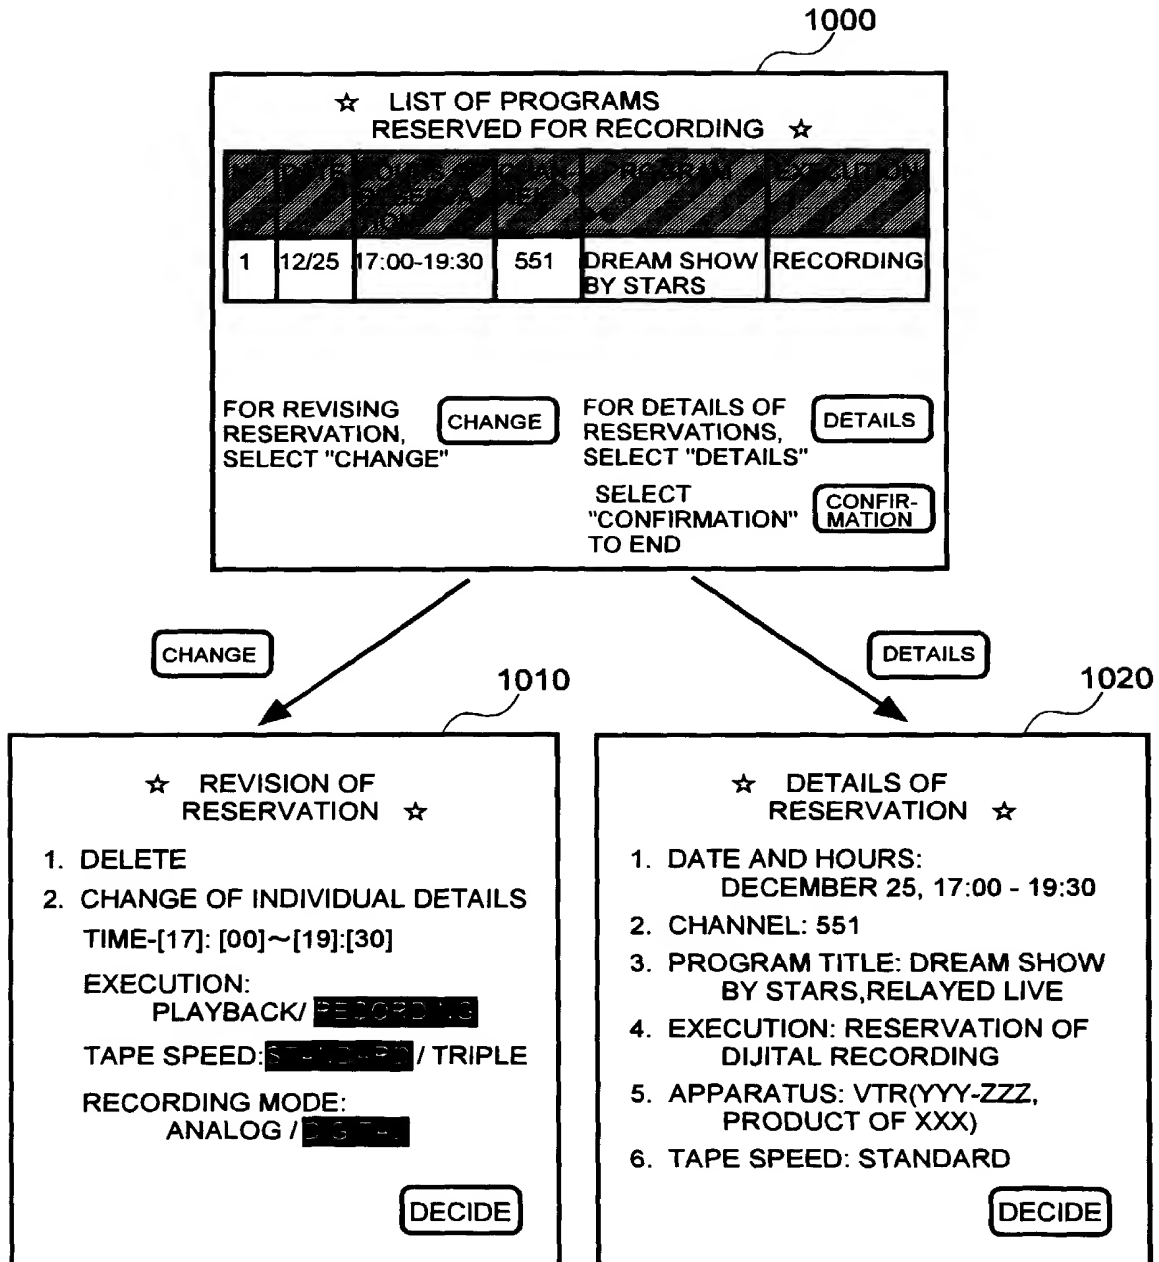 1000
☆ LIST OF PROGRAMS
RESERVED FOR RECORDING ☆
PROGRAM EXECUTION
1 12/25 17:00-19:30 551 DREAM SHOW RECORDING
BY STARS
FOR REVISING
RESERVATION,
SELECT "CHANGE"
CHANGE
FOR DETAILS OF
RESERVATIONS,
SELECT "DETAILS"
DETAILS
SELECT
"CONFIRMATION"
TO END
CONFIR-
MATION
CHANGE
DETAILS
1010
☆ REVISION OF
RESERVATION ☆
1. DELETE
2. CHANGE OF INDIVIDUAL DETAILS
TIME-[17]: [00]~[19]:[30]
EXECUTION:
PLAYBACK/ RECORDING
TAPE SPEED: STANDARD / TRIPLE
RECORDING MODE:
ANALOG / DIGITAL
DECIDE
1020
☆ DETAILS OF
RESERVATION ☆
1. DATE AND HOURS:
DECEMBER 25, 17:00 - 19:30
2. CHANNEL: 551
3. PROGRAM TITLE: DREAM SHOW
BY STARS,RELAYED LIVE
4. EXECUTION: RESERVATION OF
DIJITAL RECORDING
5. APPARATUS: VTR(YYY-ZZZ,
PRODUCT OF XXX)
6. TAPE SPEED: STANDARD
DECIDE